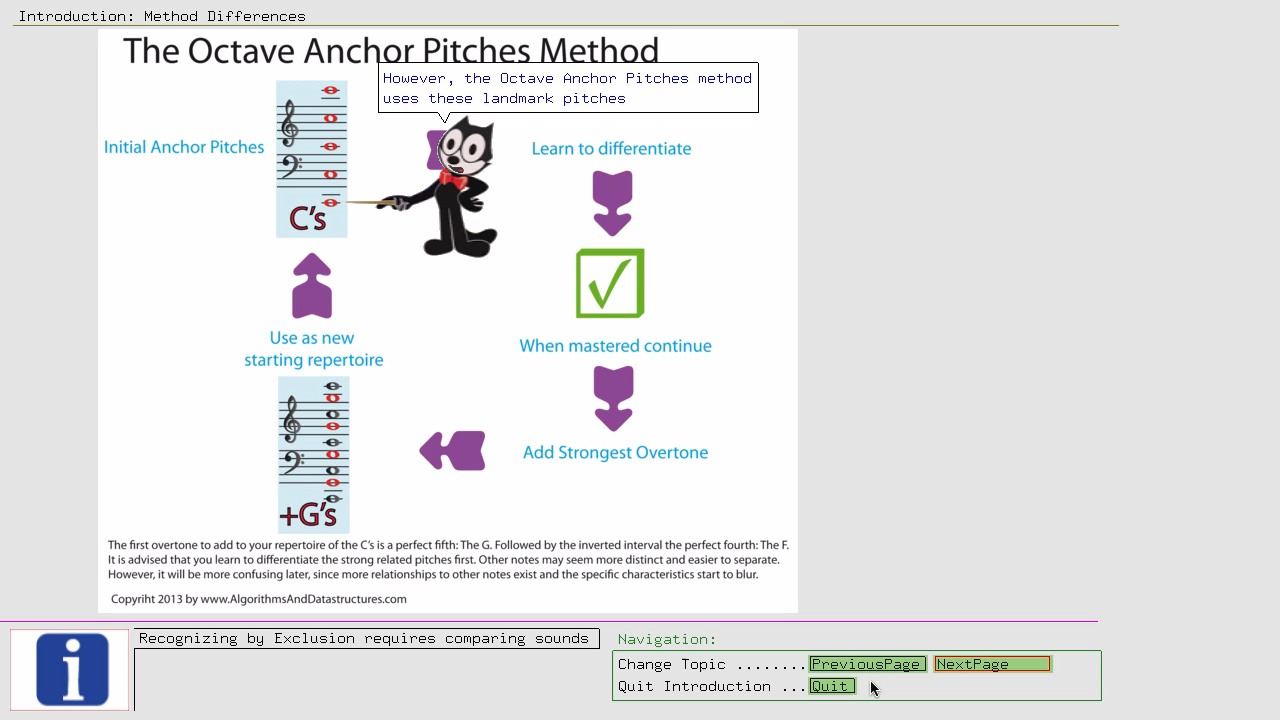 Introduction: Method Differences
The Octave Anchor Pitches Method
However, the Octave Anchor Pitches method
uses these landmark pitches
Initial Anchor Pitches
Learn to differentiate
C's
Use as new
starting repertoire
When mastered continue
Add Strongest Overtone
+G's
The first overtone to add to your repertoire of the C's is a perfect fifth: The G. Followed by the inverted interval the perfect fourth: The F.
It is advised that you learn to differentiate the strong related pitches first. Other notes may seem more distinct and easier to separate.
However, it will be more confusing later, since more relationships to other notes exist and the specific characteristics start to blur.
Copyriht 2013 by www.AlgorithmsAndDatastructures.com
i
Recognizing by Exclusion requires comparing sounds
Navigation:
Change Topic ........PreviousPage NextPage
Quit Introduction ...Quit